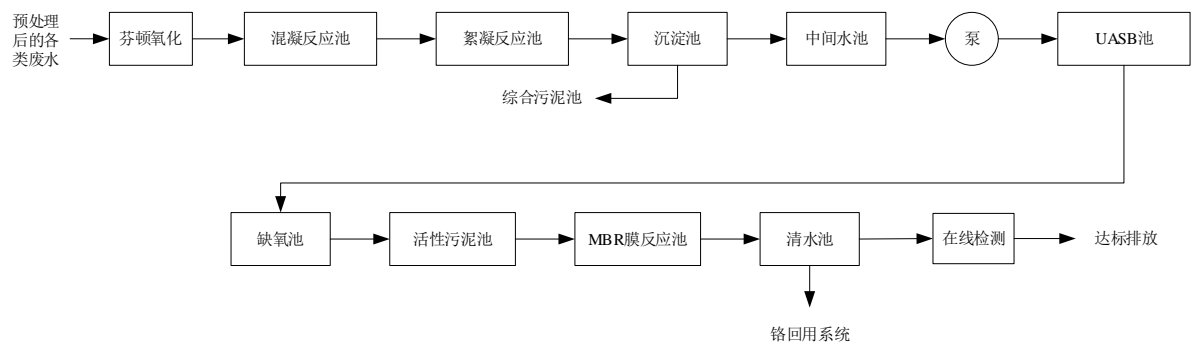 预处理
后的各
类废水
芬顿氧化
混凝反应池
絮凝反应池
沉淀池
中间水池
泵
UASB池
综合污泥池
缺氧池
活性污泥池
MBR膜反应池
清水池
在线检测
达标排放
铬回用系统